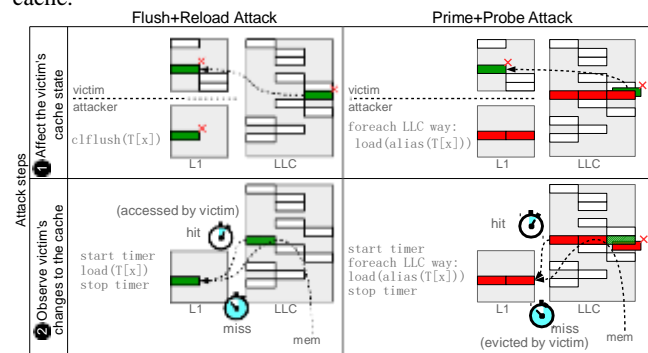 cache.
Flush+Reload Attack
Prime+Probe Attack
Attack steps
❶ Affect the victim's
cache state
victim
attacker
clflush(T[x])
L1
LLC
victim
attacker
foreach LLC way:
load(alias(T[x]))
L1
LLC
❷ Observe victim's
changes to the cache
(accessed by victim)
hit
start timer
load(T[x])
stop timer
L1
LLC
miss
mem
hit
start timer
foreach LLC way:
load(alias(T[x]))
stop timer
L1
LLC
miss
(evicted by victim)
mem